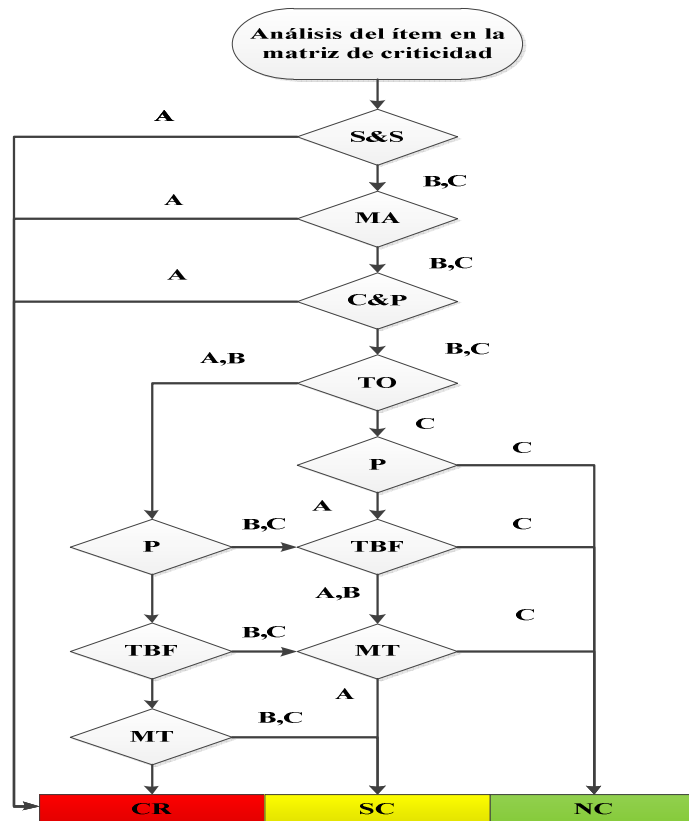 Análisis del ítem en la
matriz de criticidad
A
S&S
B,C
A
MA
B,C
A
C&P
B,C
A,B
TO
C
P
C
A
P
B,C
TBF
C
A,B
TBF
B,C
MT
C
A
MT
B,C
CR
SC
NC